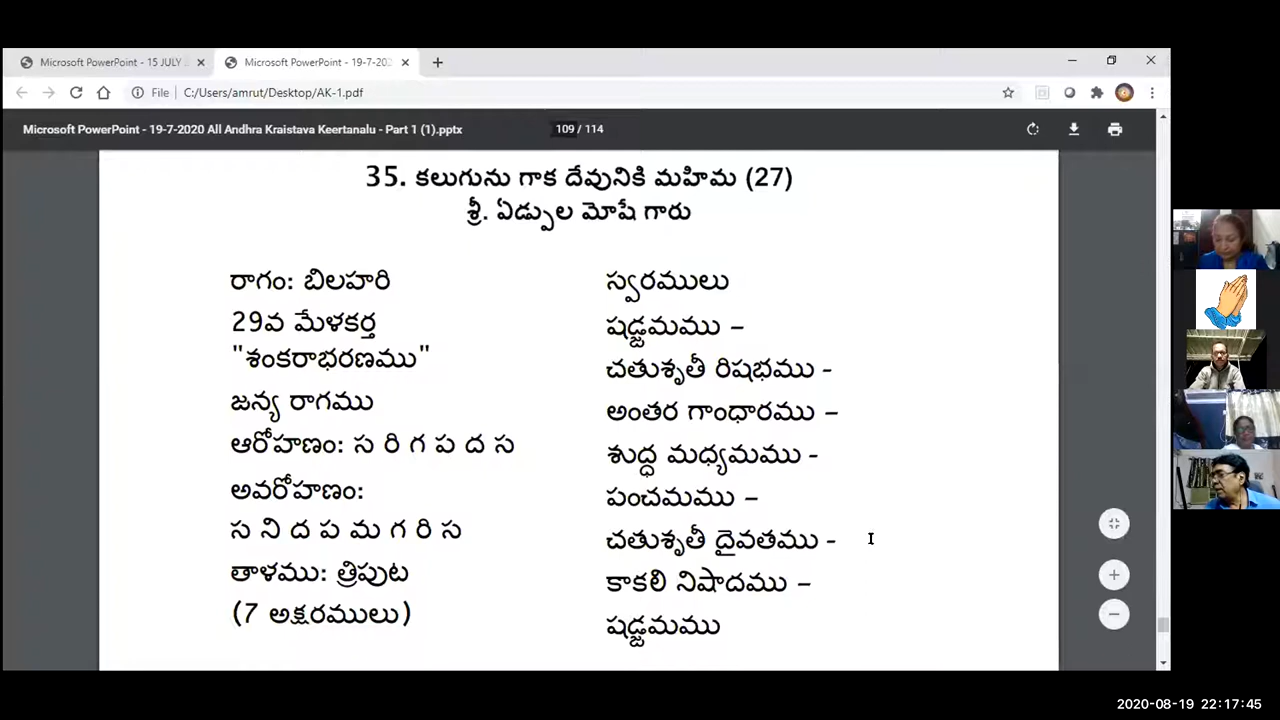 Microsoft PowerPoint - 15 JULY
Microsoft PowerPoint - 19-7-202
File
C:/Users/amrut/Desktop/AK-1.pdf
Microsoft PowerPoint - 19-7-2020 All Andhra Kraistava Keertanalu - Part 1 (1).pptx
109 / 114
35. కలుగును గాక దేవునికి మహిమ (27)
శ్రీ. ఏడ్పుల మోషే గారు
రాగం: బిలహరి
29వ మేళకర్త
"శంకరాభరణము"
జన్య రాగము
ఆరోహణం: స రి గ ప ద స
అవరోహణం:
స ని ద ప మ గ రి స
తాళము: త్రిపుట
(7 అక్షరములు)
స్వరములు
షడ్జమము –
చతుశృతీ రిషభము -
అంతర గాంధారము –
శుద్ధ మధ్యమము -
పంచమము –
చతుశృతీ దైవతము -
కాకలి నిషాదము –
షడ్జమము
2020-08-19 22:17:45